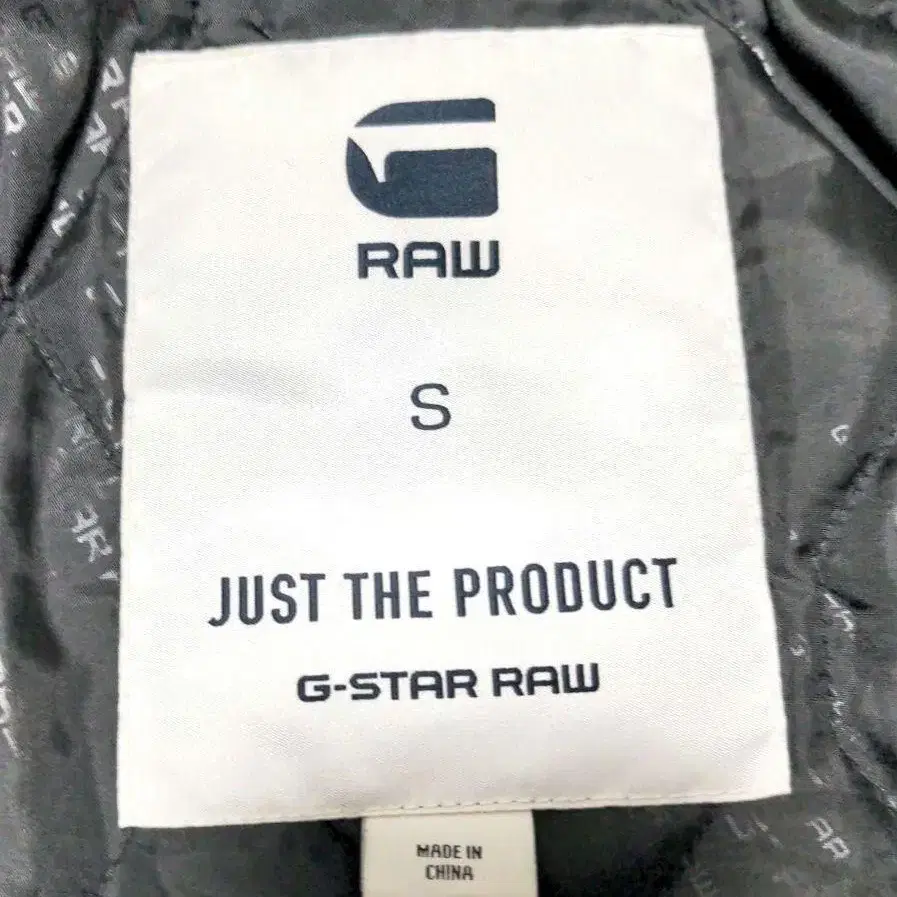 G
RAW
S
JUST THE PRODUCT
G-STAR RAW
MADE IN
CHINA